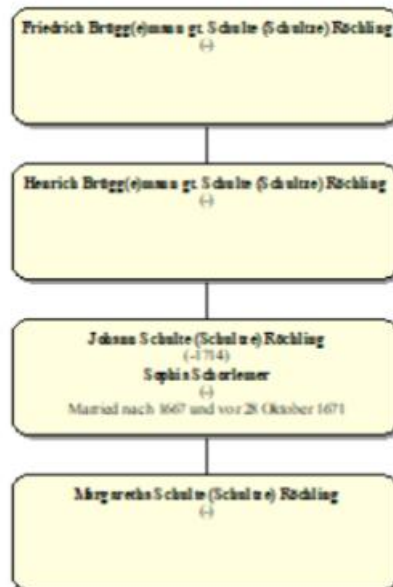 Friedrich Brügg(e)mann gt. Schulte (Schultze) Röchling
(-)
Henrich Brügg(e)mann gt. Schulte (Schultze) Röchling
(-)
Johann Schulte (Schultze) Röchling
(-1714)
Sophia Schorlemer
(-)
Married nach 1667 und vor 28 Oktober 1671
Margaretha Schulte (Schultze) Röchling
(-)